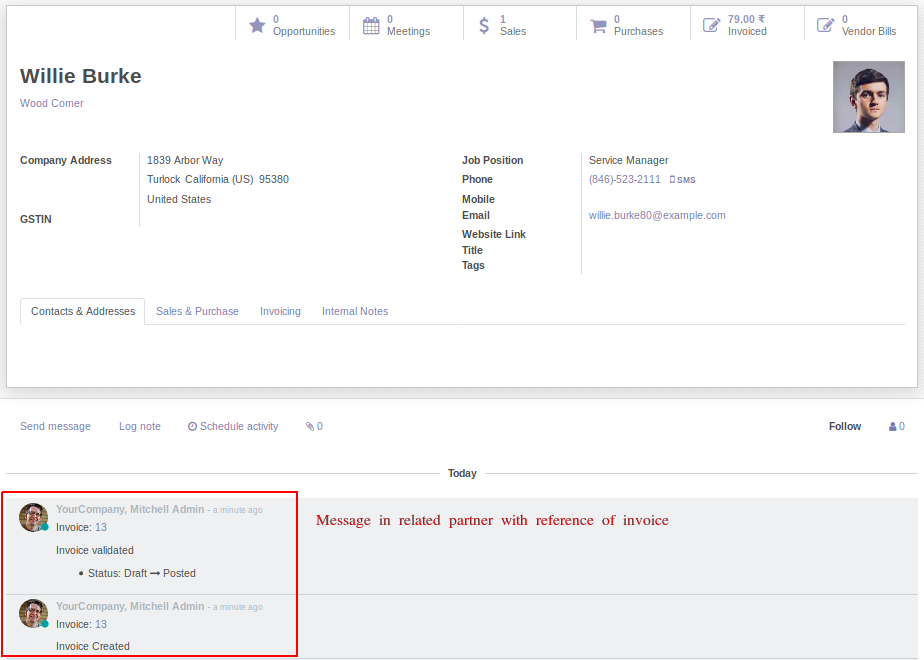 0 Opportunities
0 Meetings
1 Sales
0 Purchases
79.00 ₹ Invoiced
0 Vendor Bills
Willie Burke
Wood Corner
Company Address
1839 Arbor Way
Turlock California (US) 95380
United States
GSTIN
Job Position Service Manager
Phone (846)-523-2111 SMS
Mobile
Email willie.burke80@example.com
Website Link
Title
Tags
Contacts & Addresses Sales & Purchase Invoicing Internal Notes
Send message Log note Schedule activity 0 Follow 0
Today
YourCompany, Mitchell Admin - a minute ago
Invoice: 13
Message in related partner with reference of invoice
Invoice validated
• Status: Draft → Posted
YourCompany, Mitchell Admin - a minute ago
Invoice: 13
Invoice Created